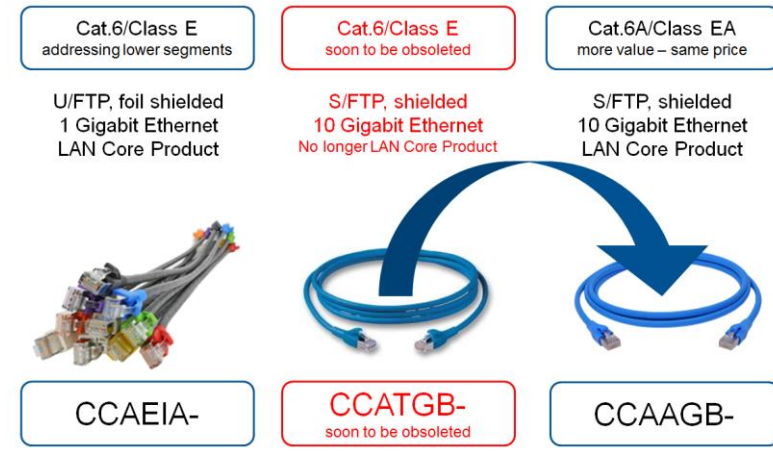 Cat.6/Class E
addressing lower segments
U/FTP, foil shielded
1 Gigabit Ethernet
LAN Core Product
CCAEIA-
Cat.6/Class E
soon to be obsoleted
S/FTP, shielded
10 Gigabit Ethernet
No longer LAN Core Product
CCATGB-
soon to be obsoleted
Cat.6A/Class EA
more value – same price
S/FTP, shielded
10 Gigabit Ethernet
LAN Core Product
CCAAGB-